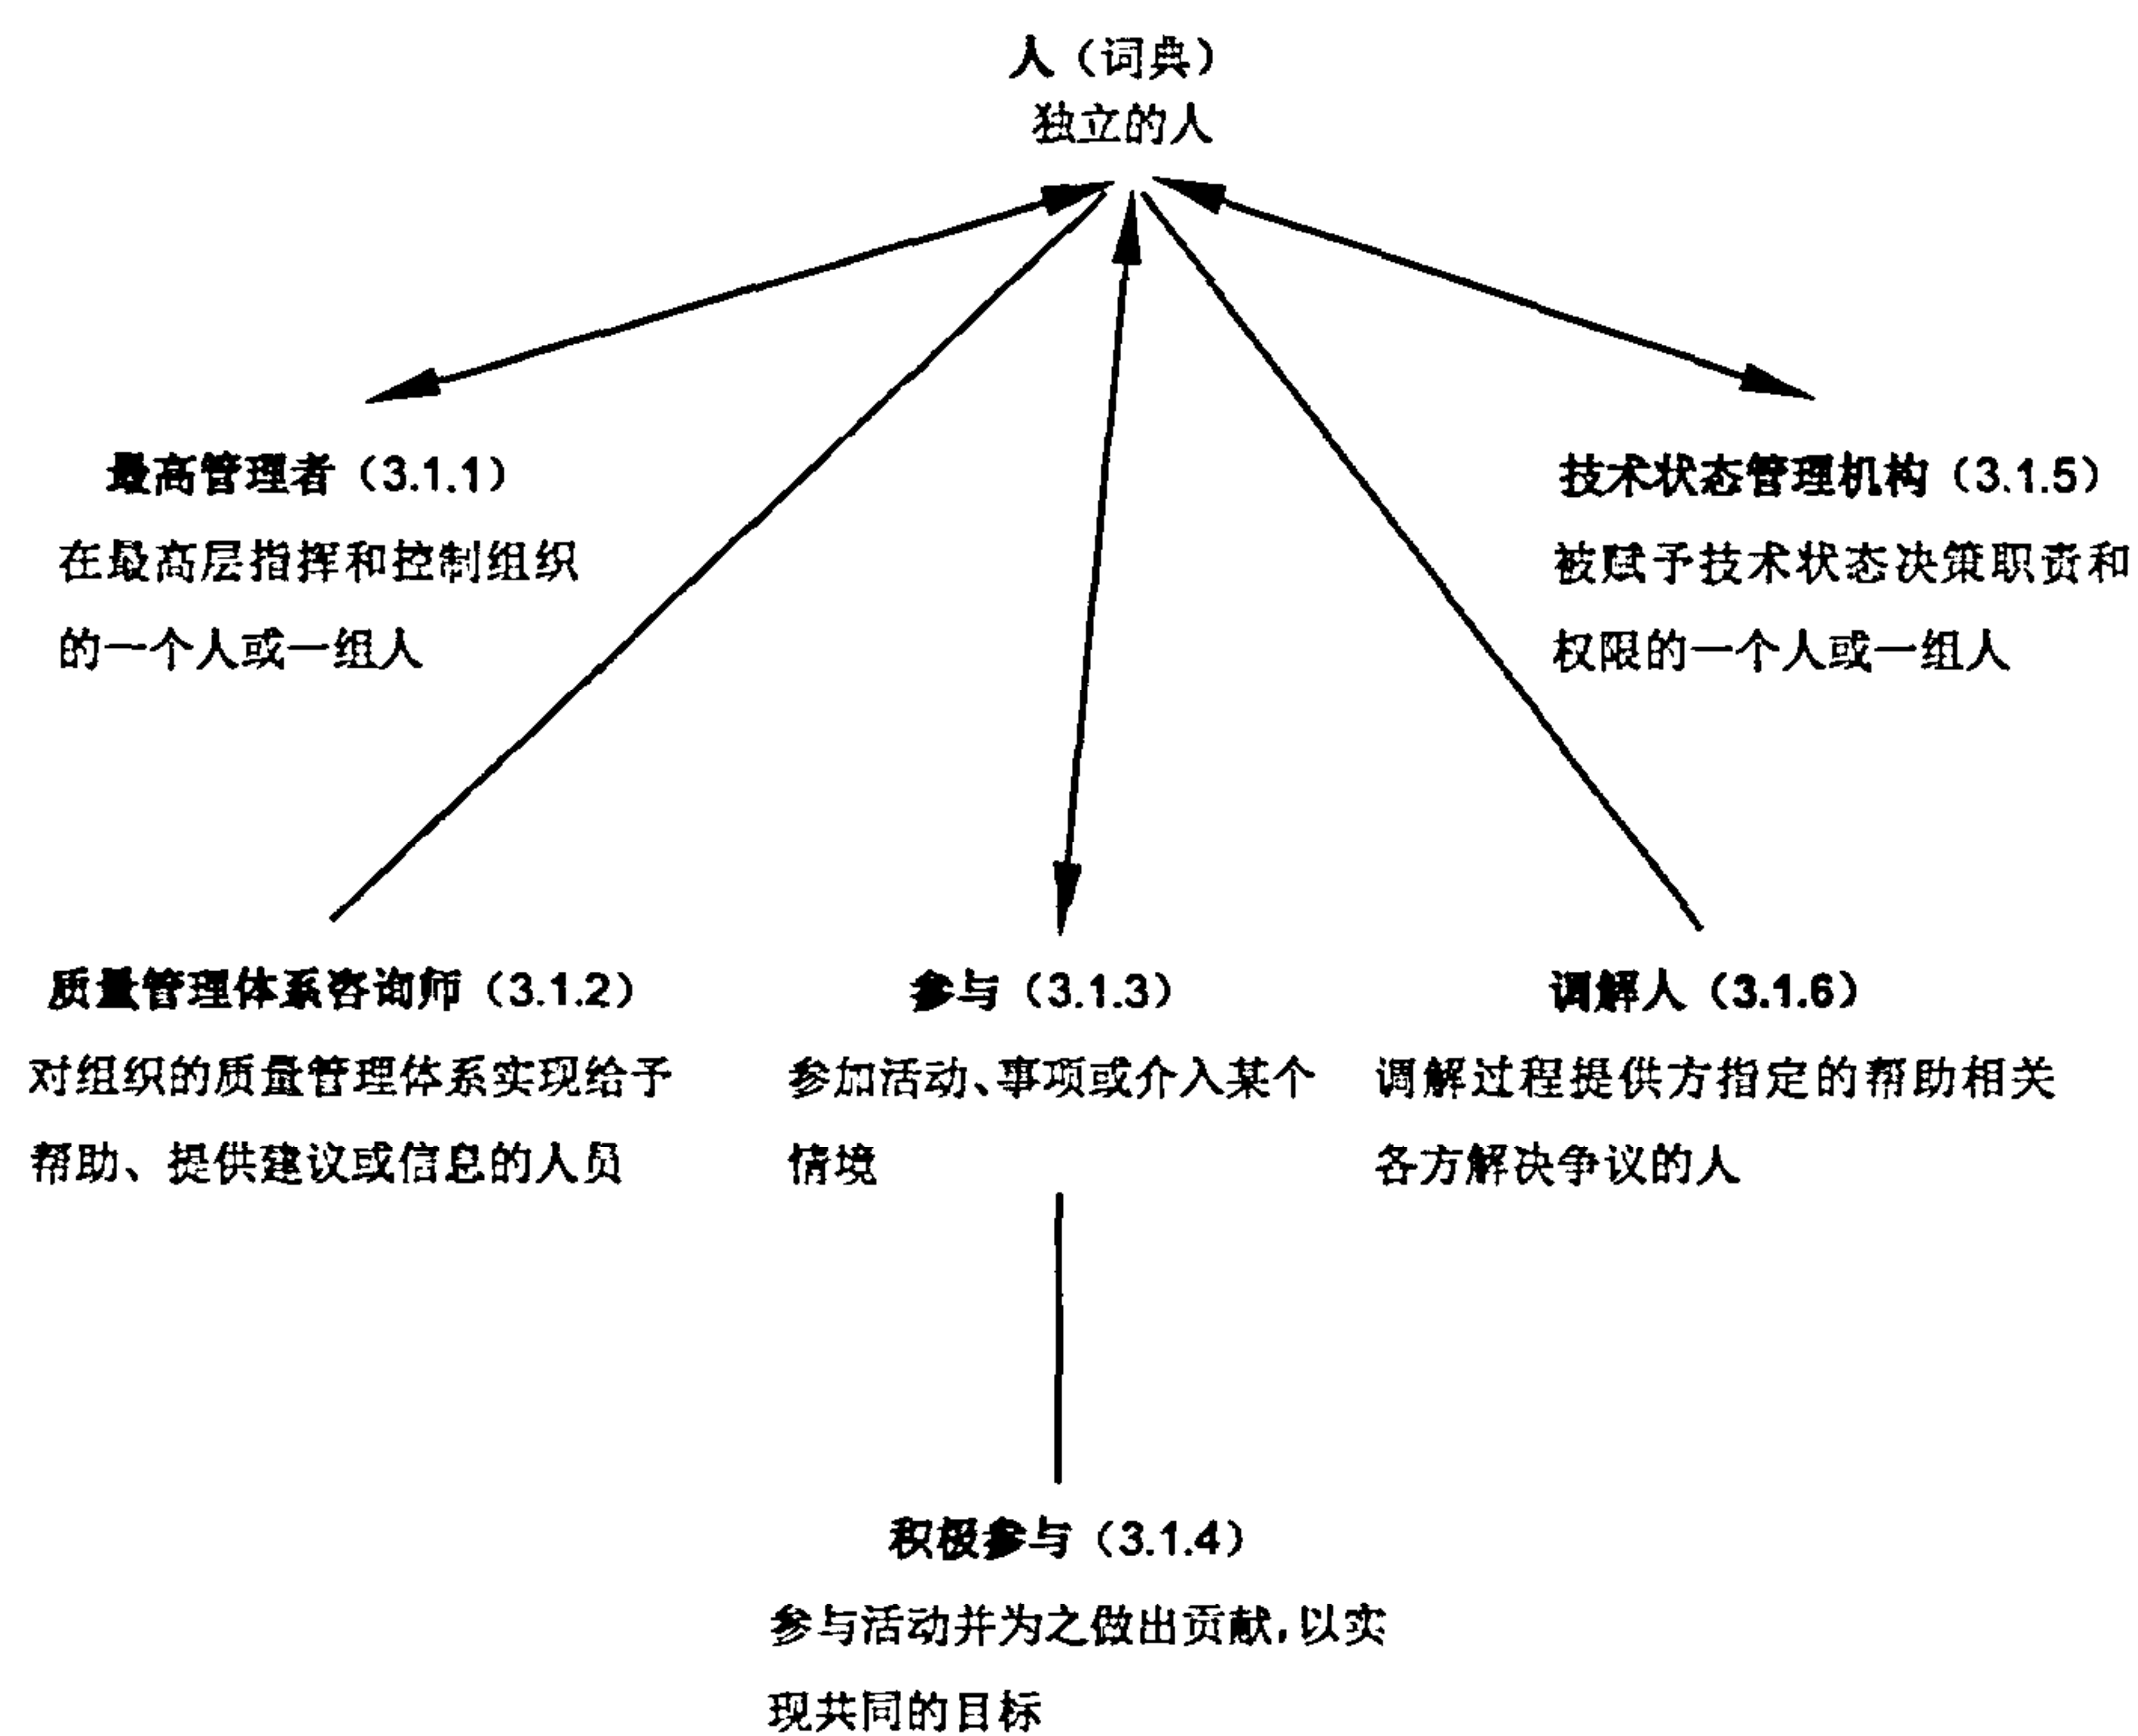 人（词典）
独立的人
最高管理者（3.1.1）
在最高层指挥和控制组织
的一个人或一组人
技术状态管理机构（3.1.5）
被赋予技术状态决策职责和
权限的一个人或一组人
质量管理体系咨询师（3.1.2）
对组织的质量管理体系实现给予
帮助、提供建议或信息的人员
参与（3.1.3）
参加活动、事项或介入某个
情境
调解人（3.1.6）
调解过程提供方指定的帮助相关
各方解决争议的人
积极参与（3.1.4）
参与活动并为之做出贡献,以实
现共同的目标